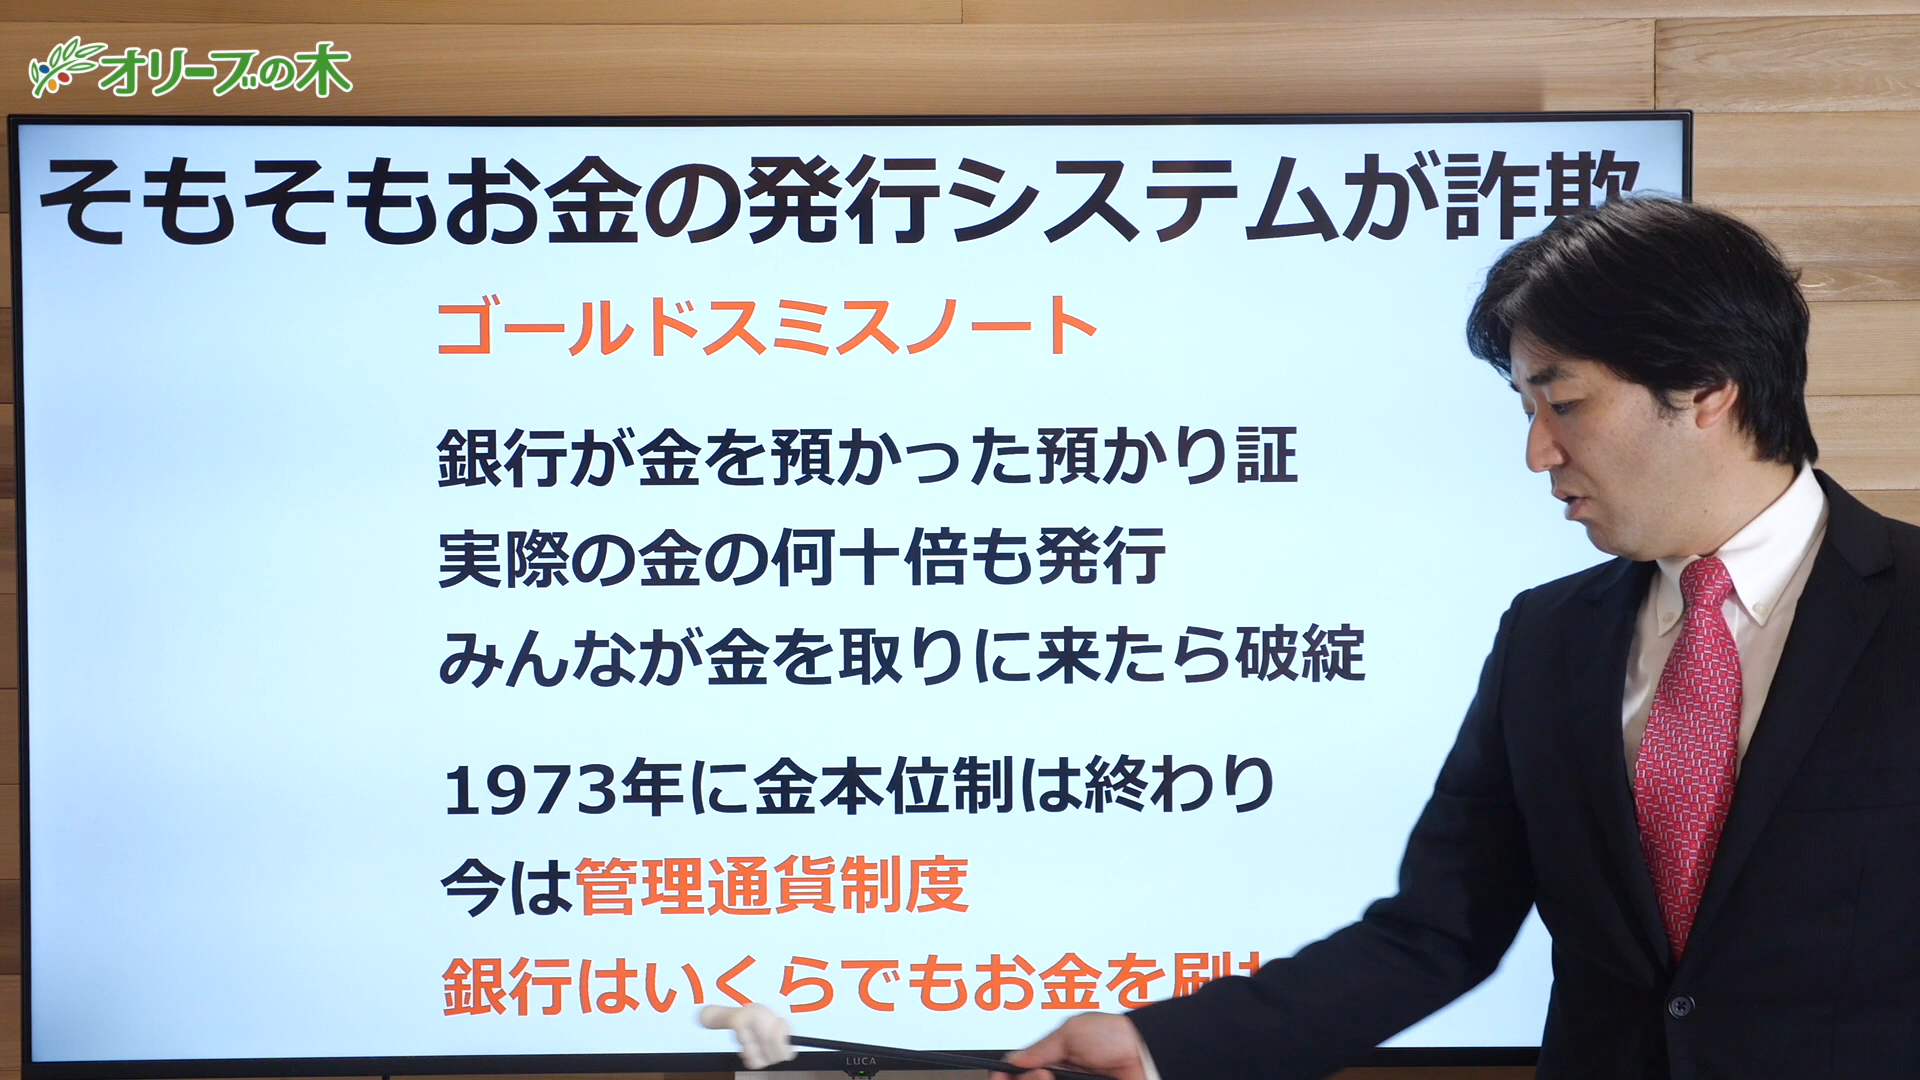 オリーブの木
そもそもお金の発行システムが詐欺
ゴールドスミスノート
銀行が金を預かった預かり証
実際の金の何十倍も発行
みんなが金を取りに来たら破綻
1973年に金本位制は終わり
今は管理通貨制度
銀行はいくらでもお金を刷
LUCA